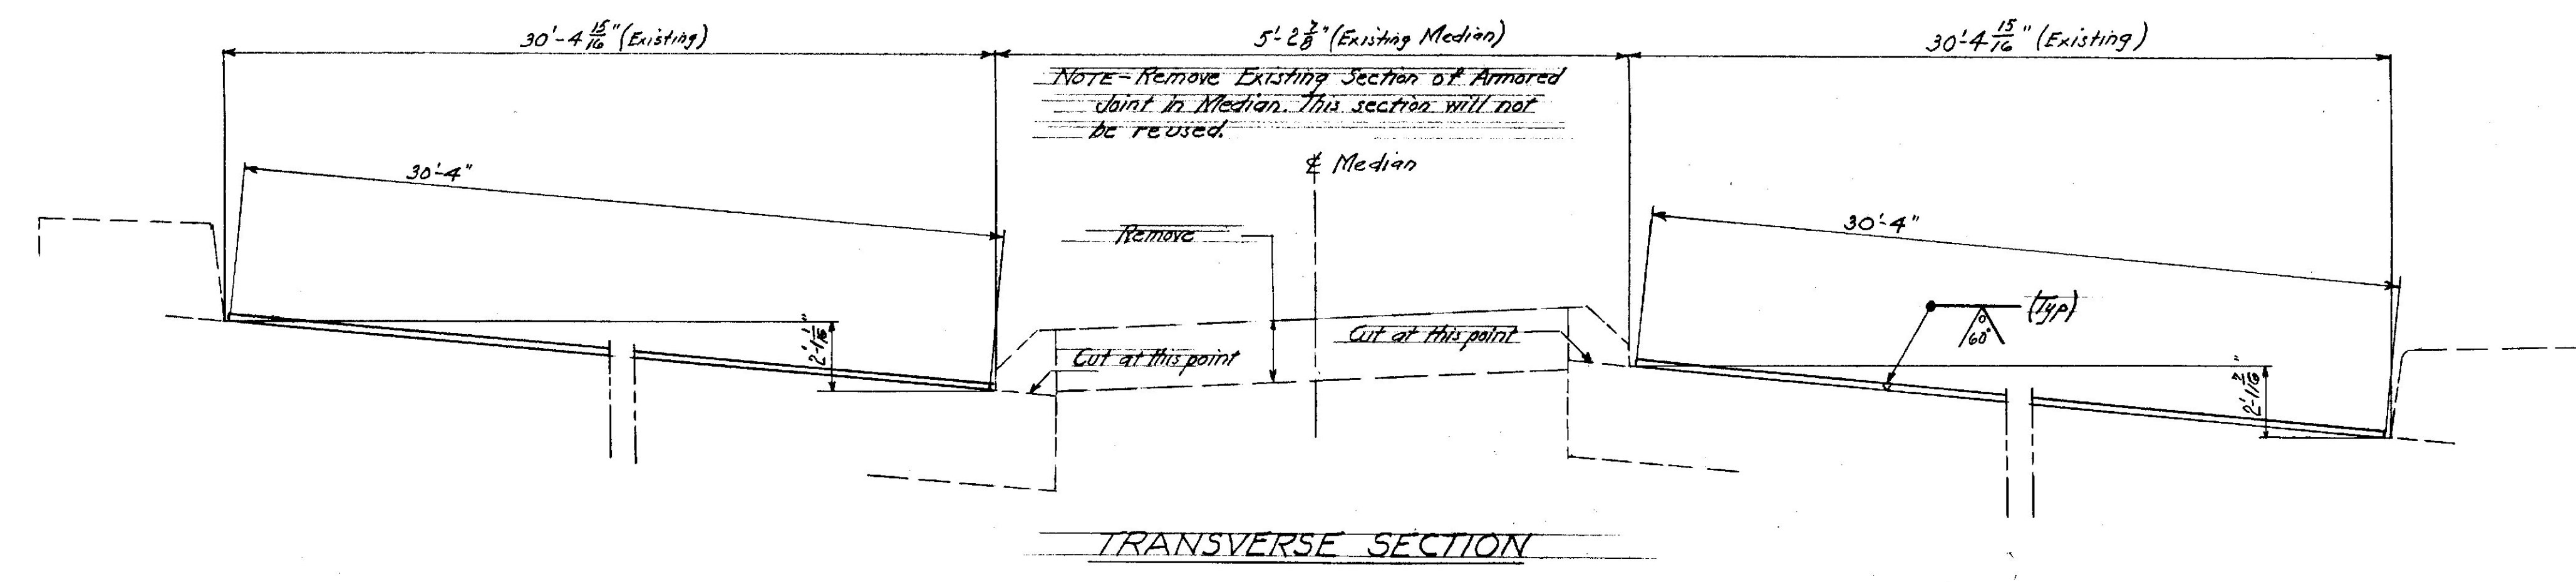 30'-4 15/16" (Existing)
5'-2 7/8" (Existing Median)
30'-4 15/16" (Existing)
NOTE - Remove Existing Section of Armored
Joint in Median. This section will not
be reused.
℄ Median
30'-4"
Remove
30'-4"
(Typ)
60°
2'-1 1/16"
Cut at this point
Cut at this point
2'-1 7/16"
TRANSVERSE SECTION